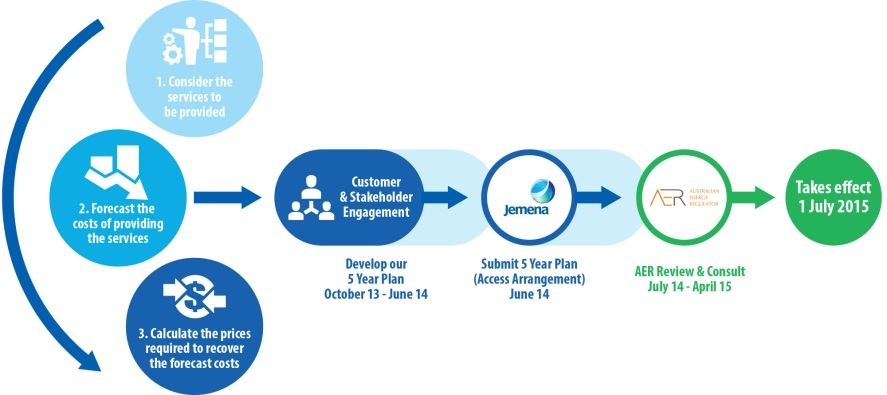 1. Consider the
services to
be provided
2. Forecast the
costs of providing
the services
3. Calculate the prices
required to recover
the forecast costs
$
Customer
& Stakeholder
Engagement
Develop our
5 Year Plan
October 13 - June 14
Jemena
Submit 5 Year Plan
(Access Arrangement)
June 14
AER
AUSTRALIAN
ENERGY
REGULATOR
AER Review & Consult
July 14 - April 15
Takes effect
1 July 2015